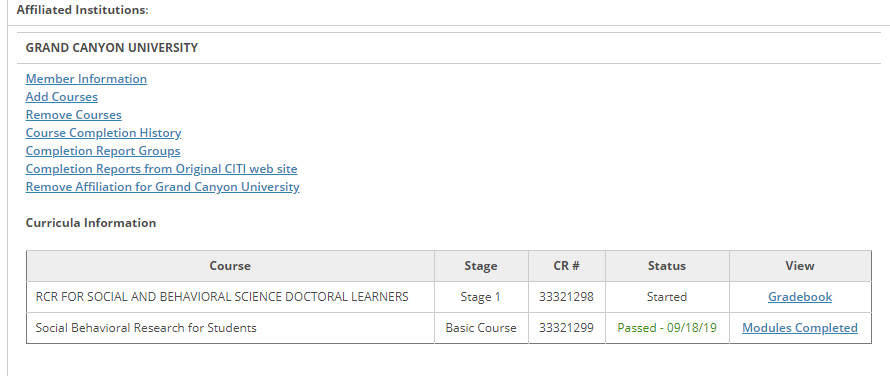 Affiliated Institutions:
GRAND CANYON UNIVERSITY
Member Information
Add Courses
Remove Courses
Course Completion History
Completion Report Groups
Completion Reports from Original CITI web site
Remove Affiliation for Grand Canyon University
Curricula Information
Course Stage CR # Status View
RCR FOR SOCIAL AND BEHAVIORAL SCIENCE DOCTORAL LEARNERS Stage 1 33321298 Started Gradebook
Social Behavioral Research for Students Basic Course 33321299 Passed - 09/18/19 Modules Completed